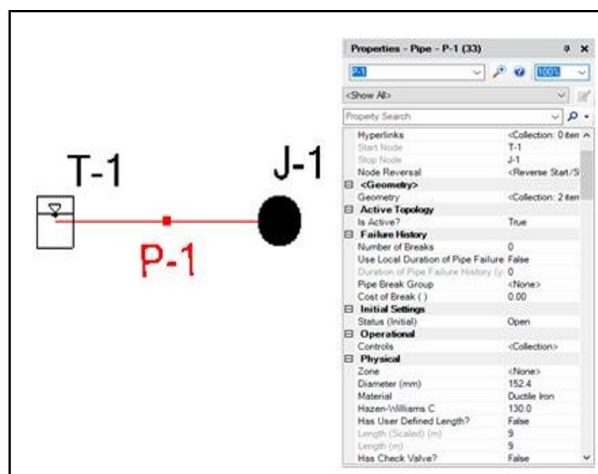 T-1
J-1
P-1
Properties - Pipe - P-1 (33)
P-1
100%
<Show All>
Property Search
Hyperlinks <Collection: 0 item
Start Node T-1
Stop Node J-1
Node Reversal <Reverse Start/S
<Geometry>
Geometry <Collection: 2 item
Active Topology
Is Active? True
Failure History
Number of Breaks 0
Use Local Duration of Pipe Failure False
Duration of Pipe Failure History (y 0
Pipe Break Group <None>
Cost of Break ( ) 0.00
Initial Settings
Status (Initial) Open
Operational
Controls <Collection>
Physical
Zone <None>
Diameter (mm) 152.4
Material Ductile Iron
Hazen-Williams C 130.0
Has User Defined Length? False
Length (Scaled) (m) 9
Length (m) 9
Has Check Valve? False